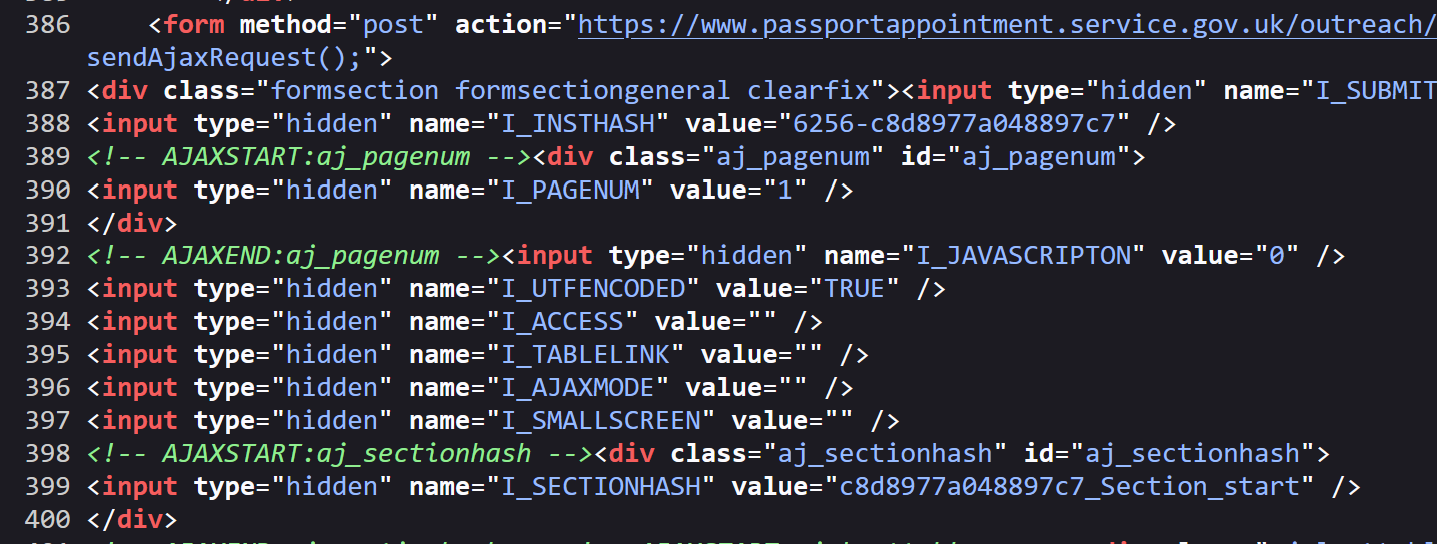 386     <form method="post" action="https://www.passportappointment.service.gov.uk/outreach/
sendAjaxRequest();">
387 <div class="formsection formsectiongeneral clearfix"><input type="hidden" name="I_SUBMIT
388 <input type="hidden" name="I_INSTHASH" value="6256-c8d8977a048897c7" />
389 <!-- AJAXSTART:aj_pagenum --><div class="aj_pagenum" id="aj_pagenum">
390 <input type="hidden" name="I_PAGENUM" value="1" />
391 </div>
392 <!-- AJAXEND:aj_pagenum --><input type="hidden" name="I_JAVASCRIPTON" value="0" />
393 <input type="hidden" name="I_UTFENCODED" value="TRUE" />
394 <input type="hidden" name="I_ACCESS" value="" />
395 <input type="hidden" name="I_TABLELINK" value="" />
396 <input type="hidden" name="I_AJAXMODE" value="" />
397 <input type="hidden" name="I_SMALLSCREEN" value="" />
398 <!-- AJAXSTART:aj_sectionhash --><div class="aj_sectionhash" id="aj_sectionhash">
399 <input type="hidden" name="I_SECTIONHASH" value="c8d8977a048897c7_Section_start" />
400 </div>